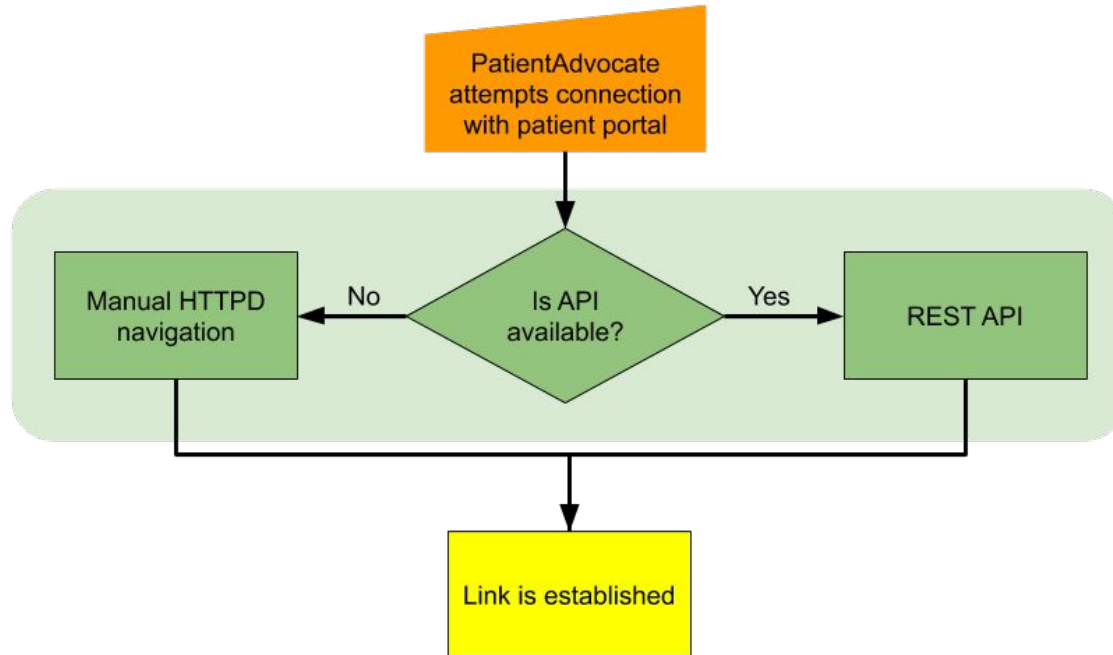 PatientAdvocate
attempts connection
with patient portal
No
Is API
available?
Yes
Manual HTTPD
navigation
REST API
Link is established